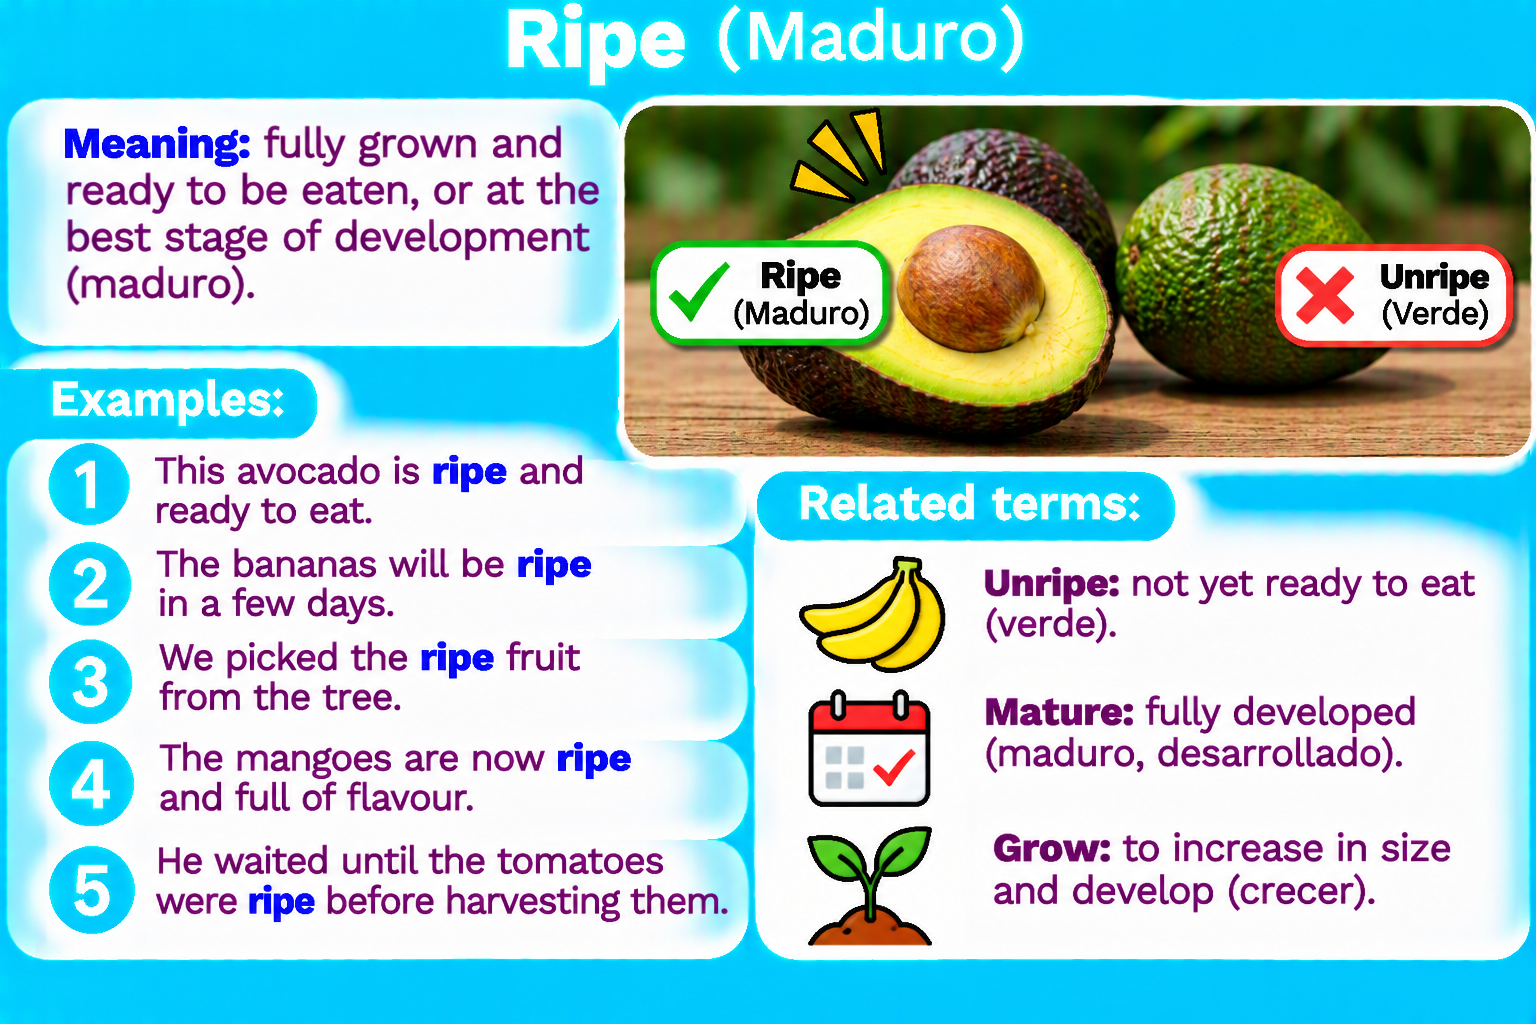 Ripe (Maduro)
Meaning: fully grown and
ready to be eaten, or at the
best stage of development
(maduro).
Ripe
(Maduro)
Unripe
(Verde)
Examples:
1 This avocado is ripe and
ready to eat.
2 The bananas will be ripe
in a few days.
3 We picked the ripe fruit
from the tree.
4 The mangoes are now ripe
and full of flavour.
5 He waited until the tomatoes
were ripe before harvesting them.
Related terms:
Unripe: not yet ready to eat
(verde).
Mature: fully developed
(maduro, desarrollado).
Grow: to increase in size
and develop (crecer).